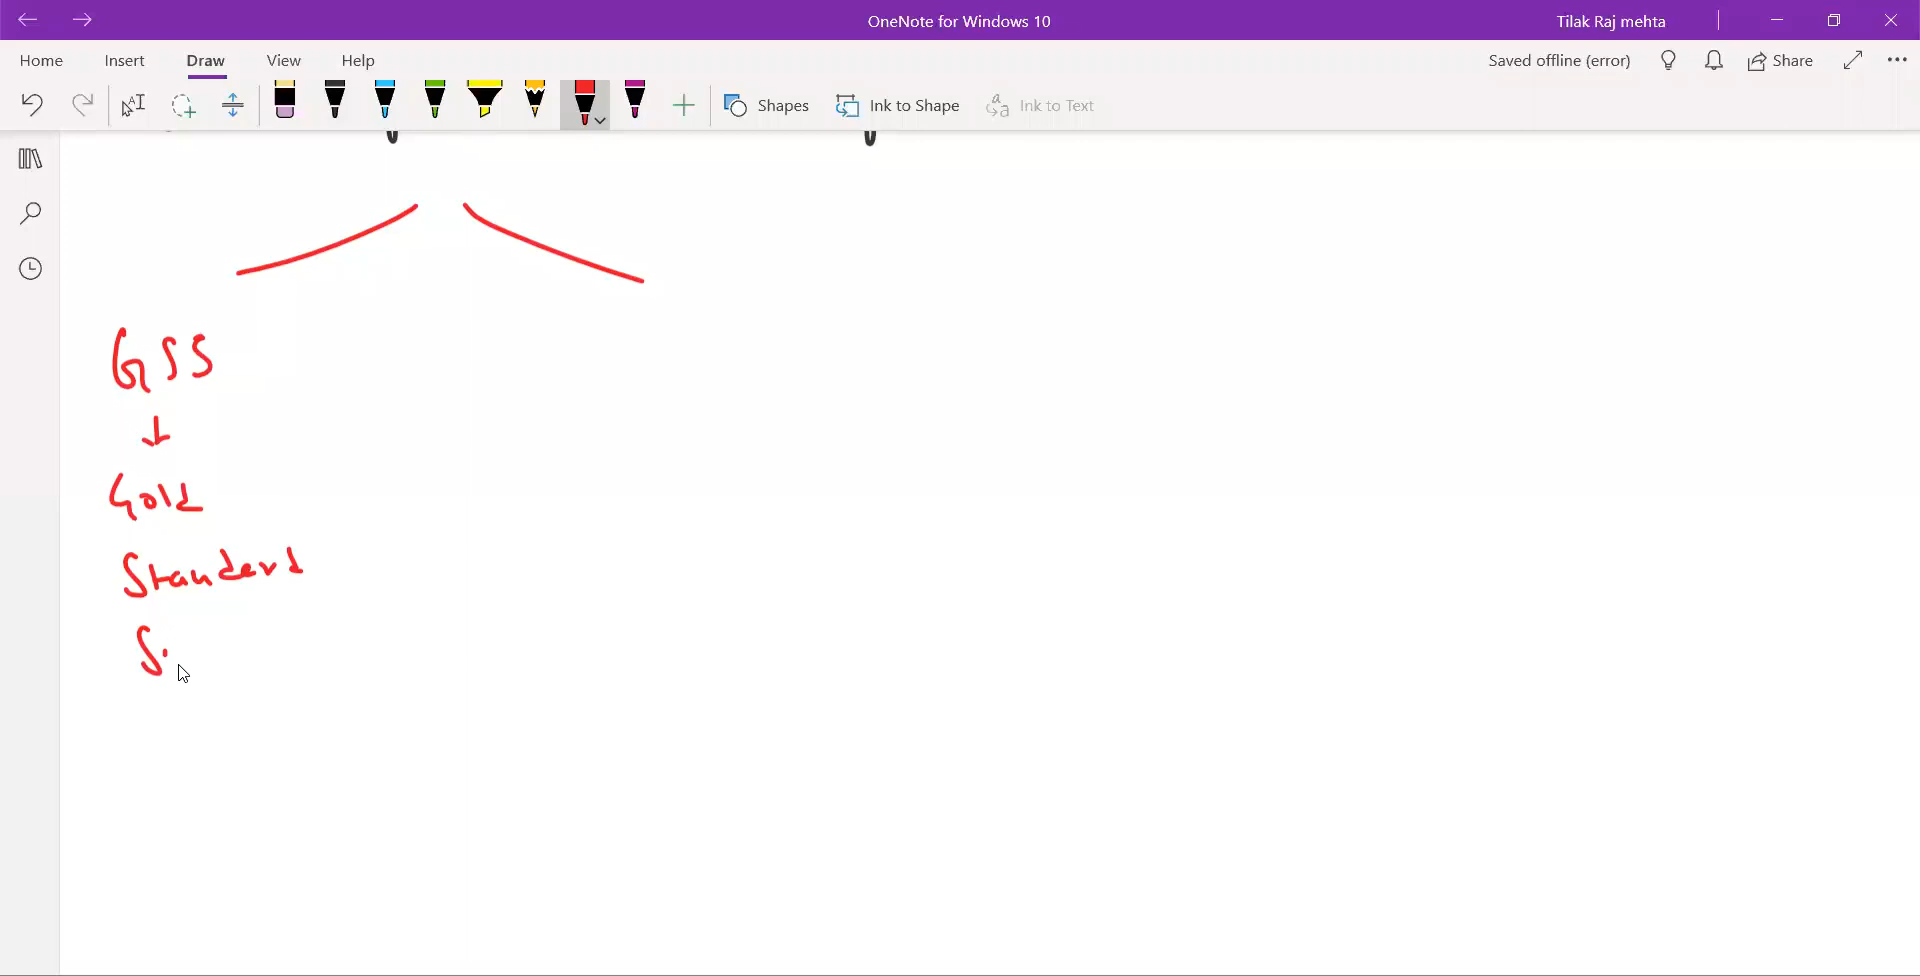 OneNote for Windows 10
Tilak Raj mehta
Home Insert Draw View Help
Saved offline (error)
Share
Shapes
Ink to Shape
Ink to Text
GSS
Gold
Standerd
S